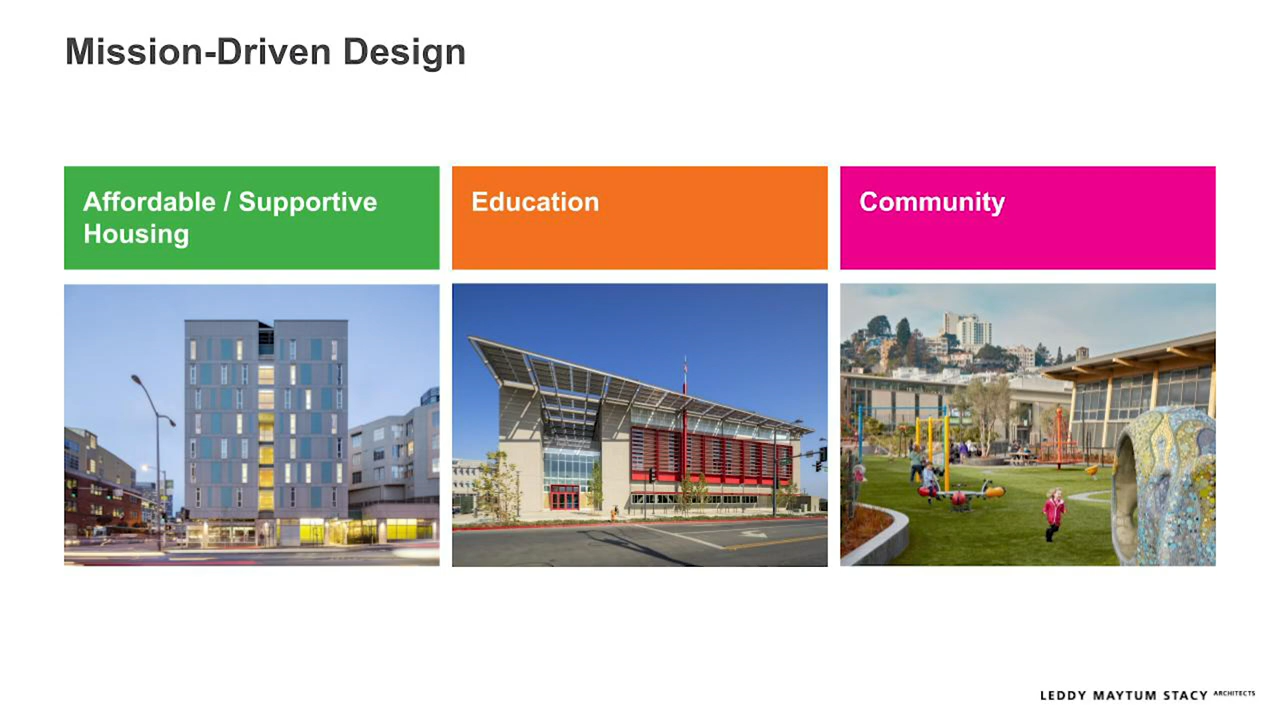 Mission-Driven Design
Affordable / Supportive
Housing
Education
Community
LEDDY MAYTUM STACY ARCHITECTS